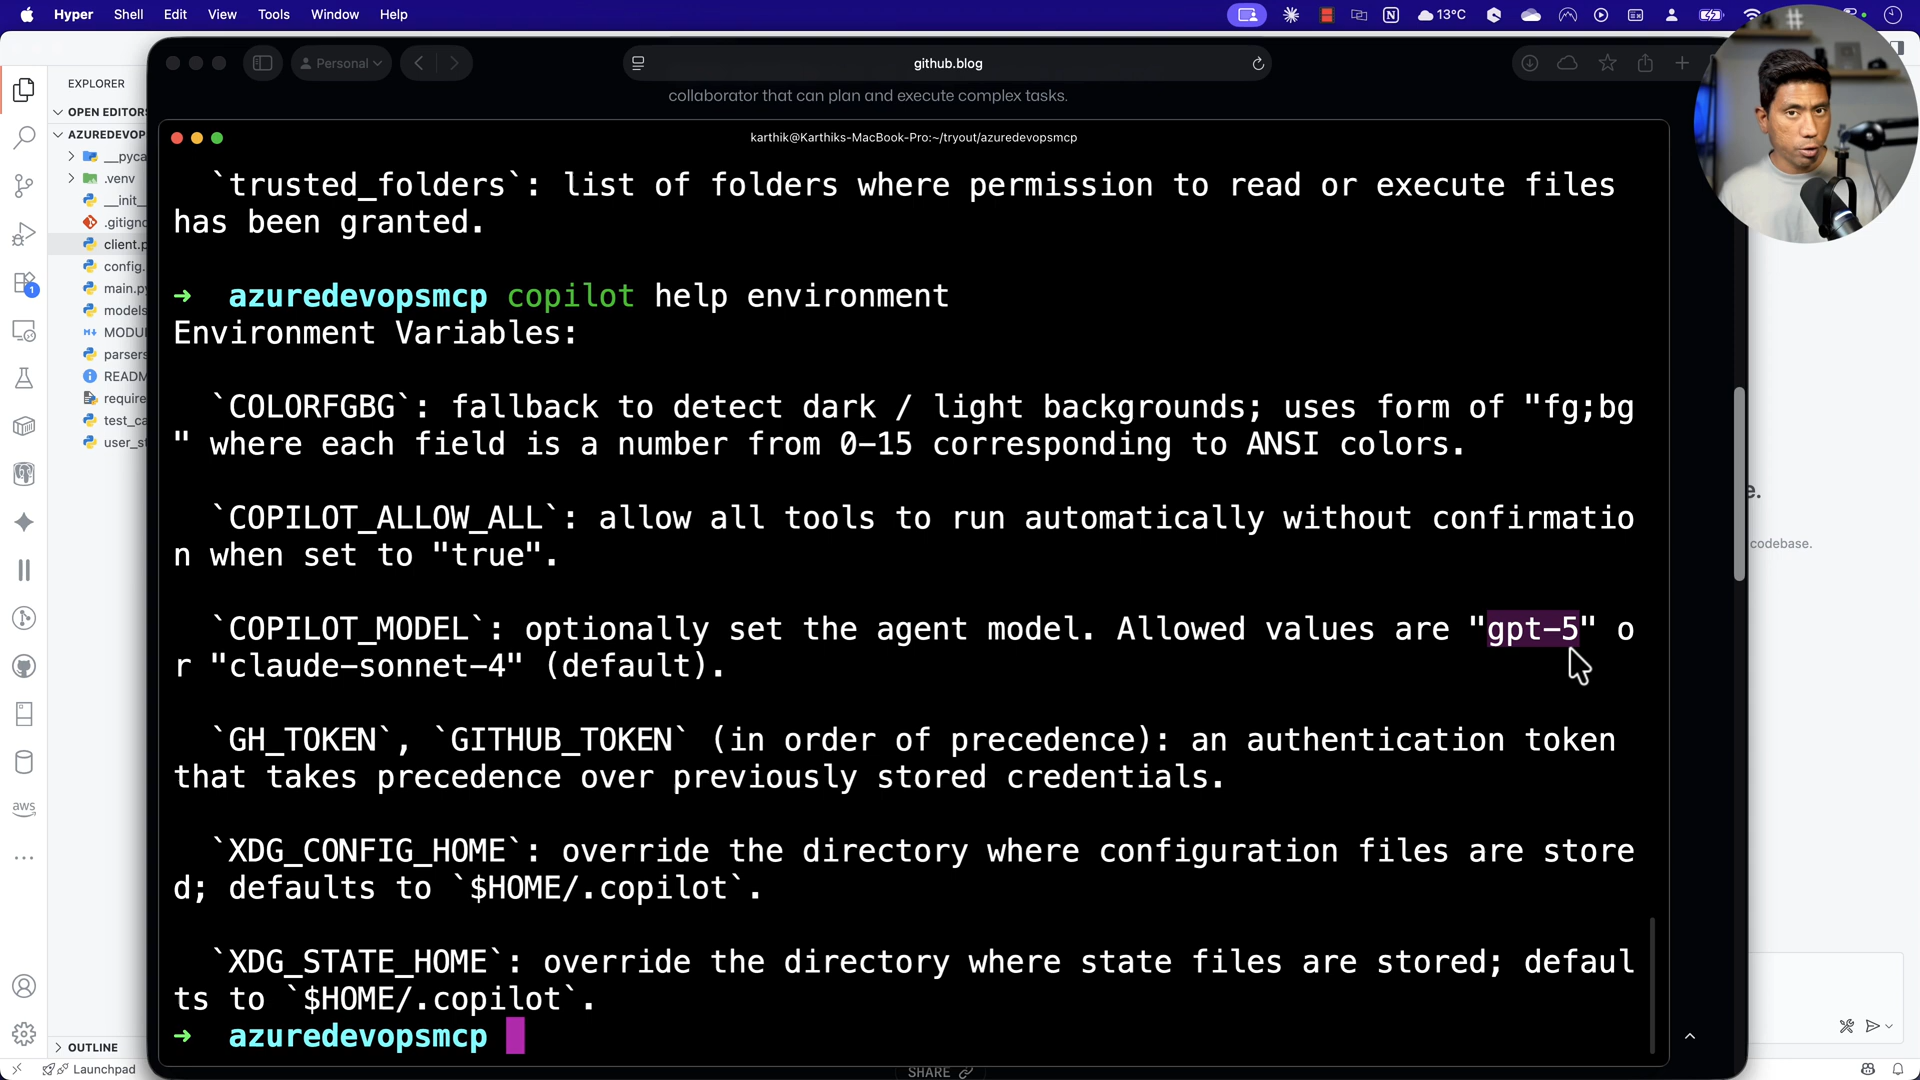 Hyper Shell Edit View Tools Window Help
13°C
Personal
github.blog
collaborator that can plan and execute complex tasks.
EXPLORER
OPEN EDITORS
AZUREDEVOP
__pyca
.venv
__init__
.gitign
client.p
config.
main.py
models
MODU
parsers
READM
require
test_ca
user_st
karthik@Karthiks-MacBook-Pro:~/tryout/azuredevopsmcp
`trusted_folders`: list of folders where permission to read or execute files
has been granted.
➜ azuredevopsmcp copilot help environment
Environment Variables:
`COLORFGBG`: fallback to detect dark / light backgrounds; uses form of "fg;bg
" where each field is a number from 0-15 corresponding to ANSI colors.
`COPILOT_ALLOW_ALL`: allow all tools to run automatically without confirmatio
n when set to "true".
`COPILOT_MODEL`: optionally set the agent model. Allowed values are "gpt-5" o
r "claude-sonnet-4" (default).
`GH_TOKEN`, `GITHUB_TOKEN` (in order of precedence): an authentication token
that takes precedence over previously stored credentials.
`XDG_CONFIG_HOME`: override the directory where configuration files are store
d; defaults to `$HOME/.copilot`.
`XDG_STATE_HOME`: override the directory where state files are stored; defaul
ts to `$HOME/.copilot`.
➜ azuredevopsmcp
e.
codebase.
aws
1
OUTLINE
Launchpad
SHARE